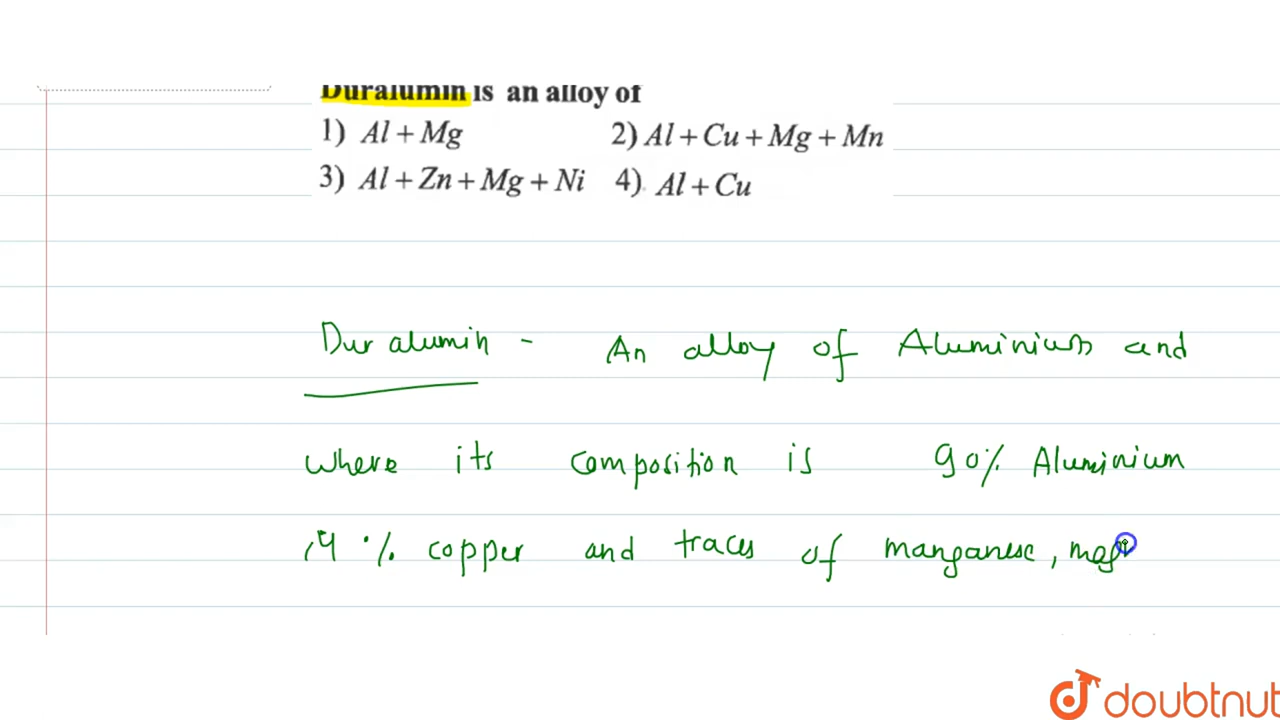 Duralumin is an alloy of
1) Al + Mg 2) Al + Cu + Mg + Mn
3) Al + Zn + Mg + Ni 4) Al + Cu
Duralumin - An alloy of Aluminium and
where its composition is 90% Aluminium
, 4 % copper and traces of manganese, mag
doubtnut